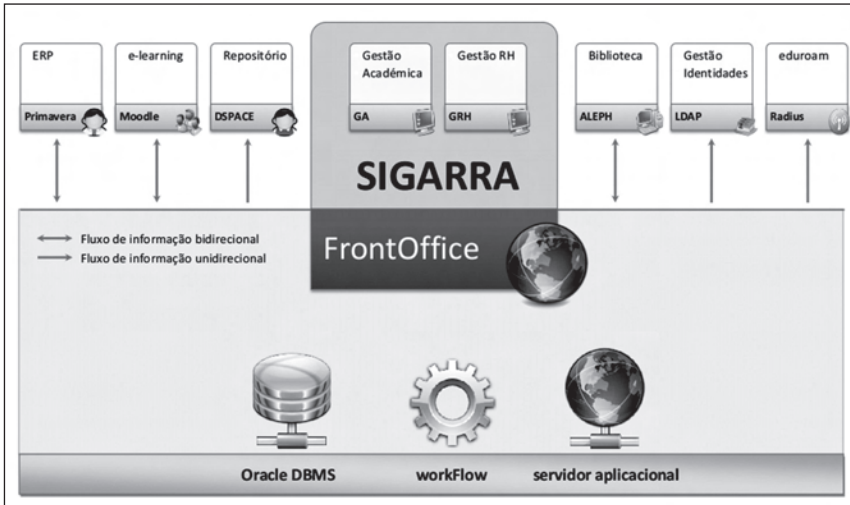 ERP
Primavera
e-learning
Moodle
Repositório
DSPACE
Gestão
Académica
GA
Gestão RH
GRH
Biblioteca
ALEPH
Gestão
Identidades
LDAP
eduroam
Radius
SIGARRA
FrontOffice
Fluxo de informação bidirecional
Fluxo de informação unidirecional
Oracle DBMS
workFlow
servidor aplicacional